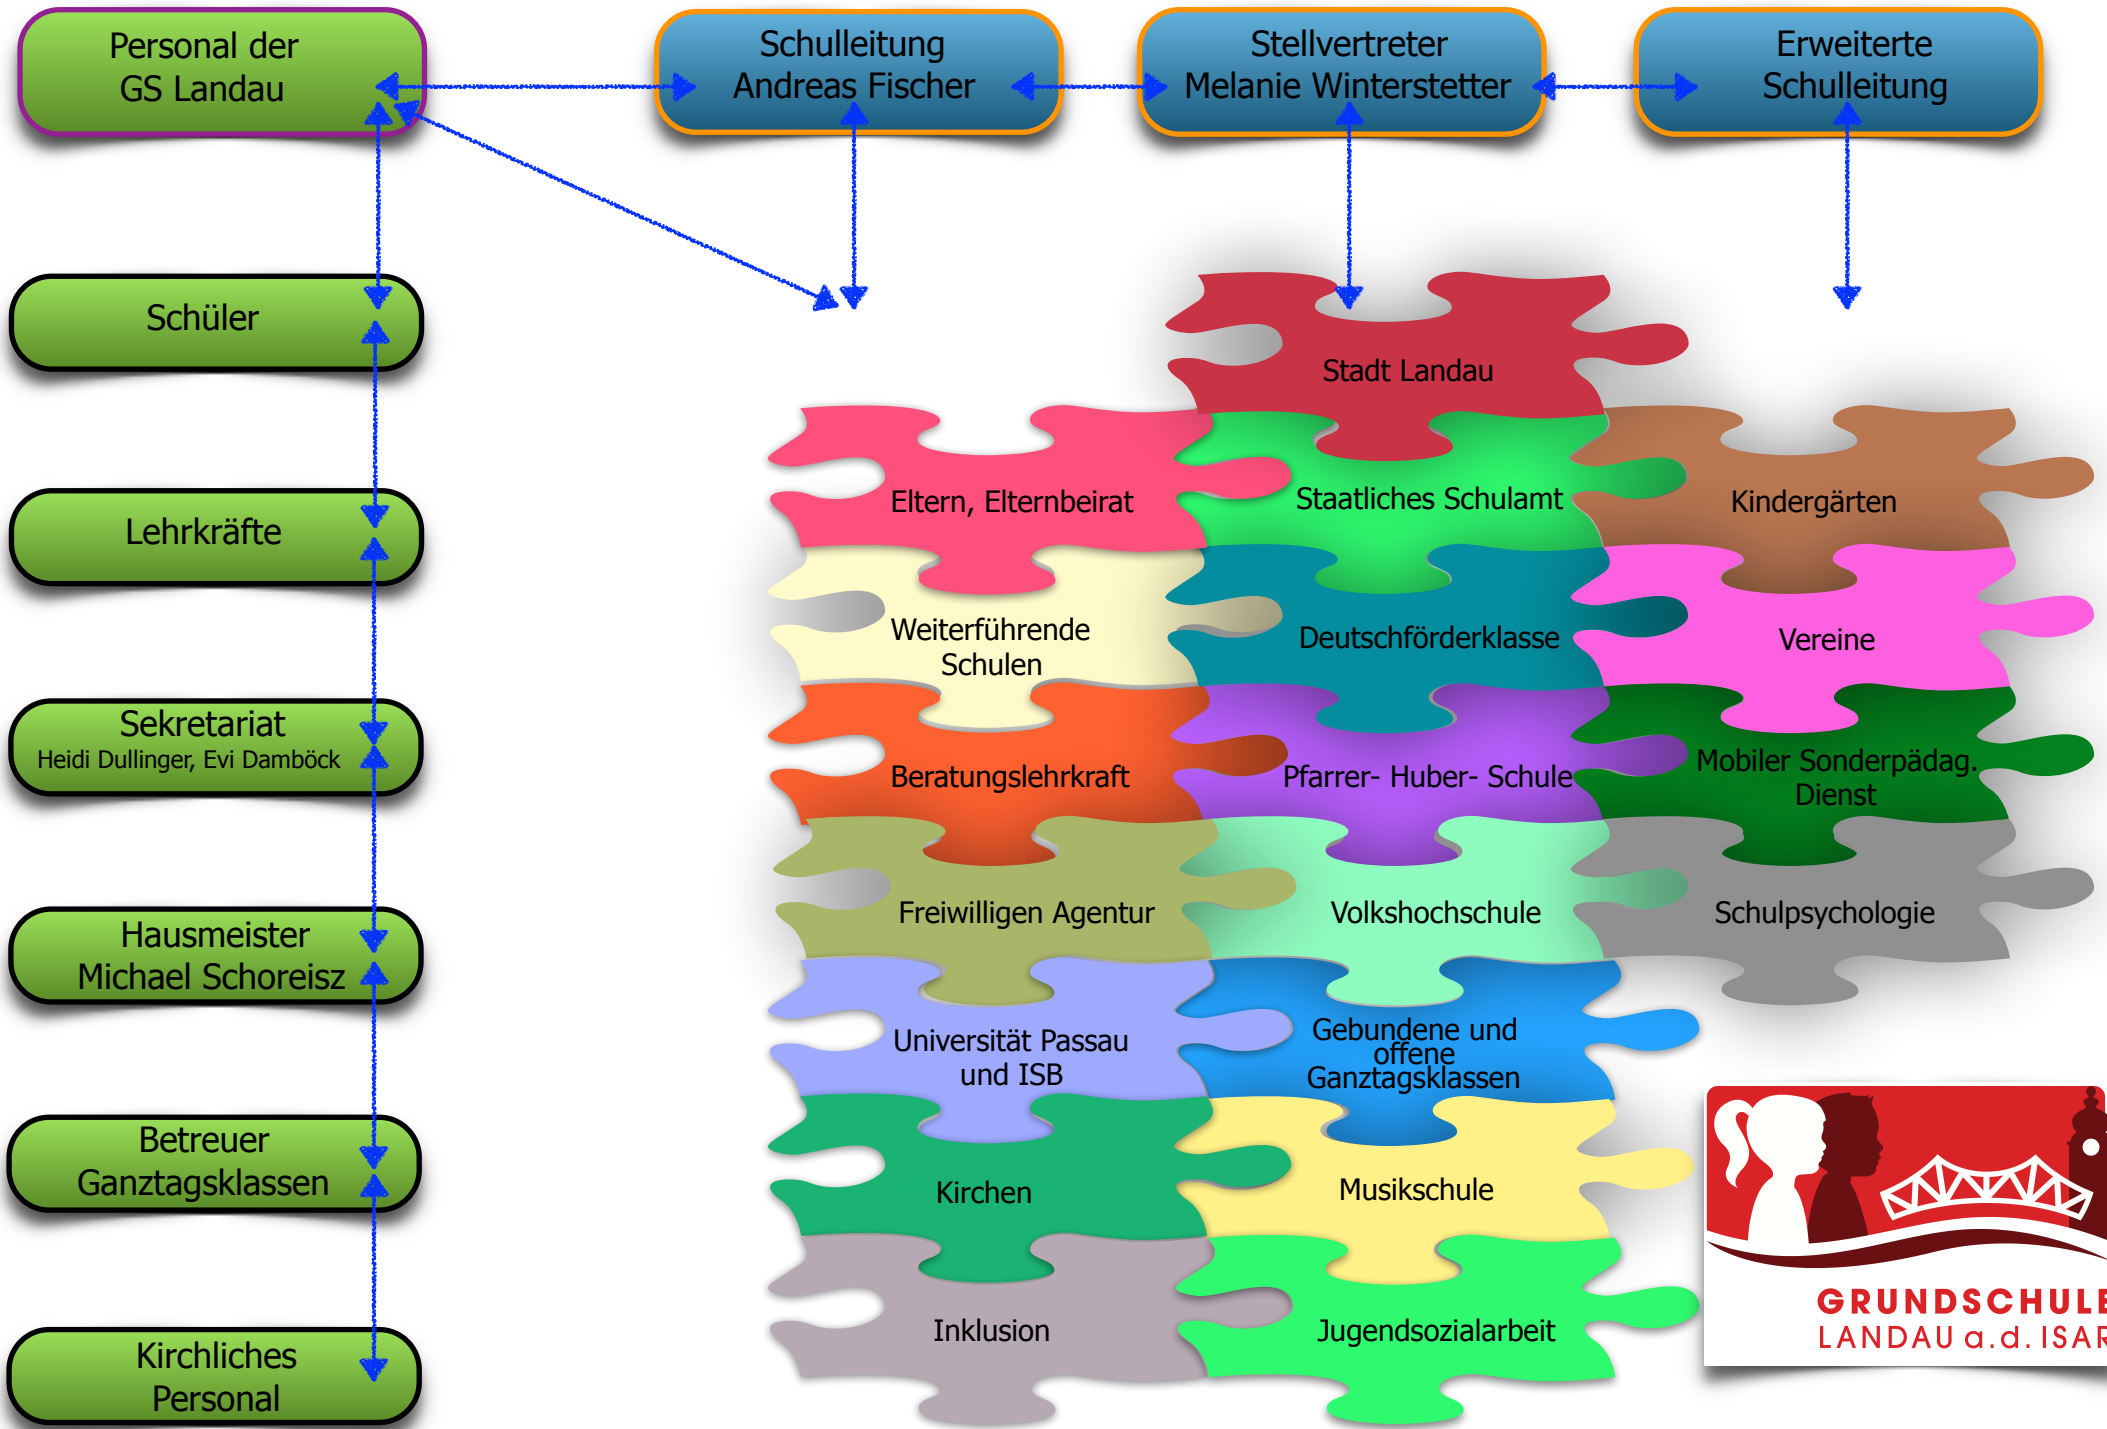 Personal der
GS Landau
Schulleitung
Andreas Fischer
Stellvertreter
Melanie Winterstetter
Erweiterte
Schulleitung
Schüler
Lehrkräfte
Sekretariat
Heidi Dullinger, Evi Damböck
Hausmeister
Michael Schoreisz
Betreuer
Ganztagsklassen
Kirchliches
Personal
Stadt Landau
Eltern, Elternbeirat
Staatliches Schulamt
Kindergärten
Weiterführende
Schulen
Deutschförderklasse
Vereine
Beratungslehrkraft
Pfarrer- Huber- Schule
Mobiler Sonderpädag.
Dienst
Freiwilligen Agentur
Volkshochschule
Schulpsychologie
Universität Passau
und ISB
Gebundene und
offene
Ganztagsklassen
Kirchen
Musikschule
Inklusion
Jugendsozialarbeit
GRUNDSCHULE
LANDAU a.d. ISAR